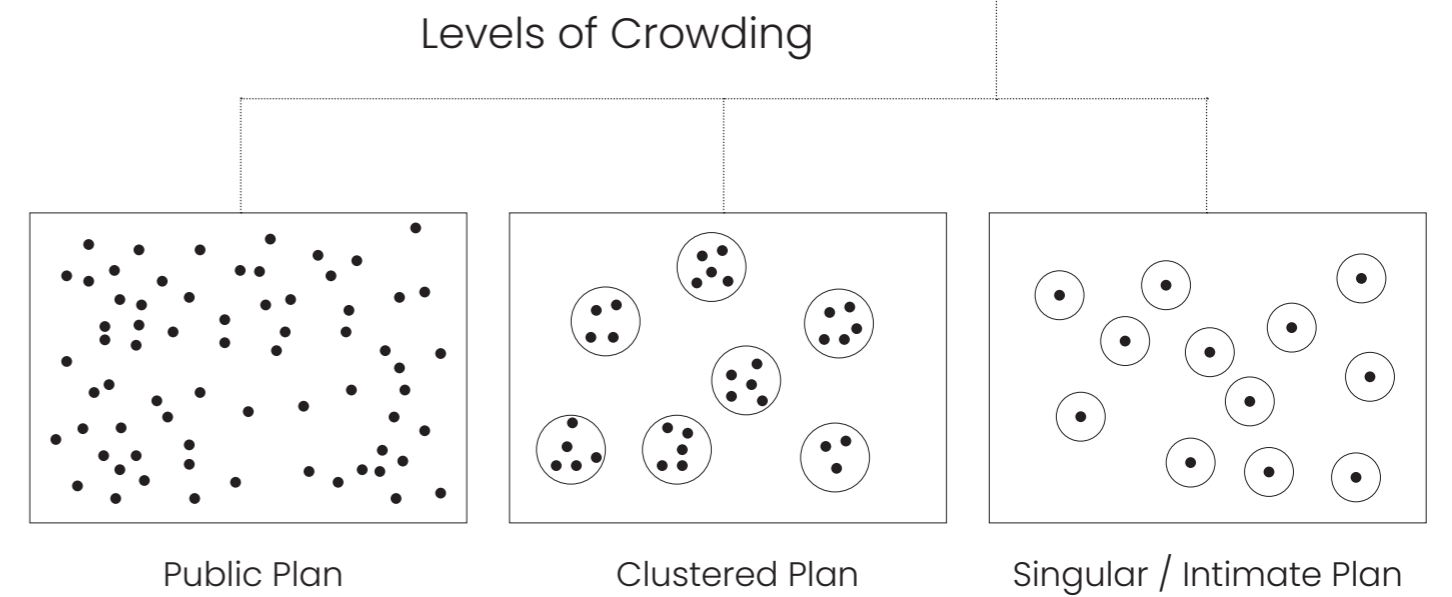 Levels of Crowding
Public Plan
Clustered Plan
Singular / Intimate Plan